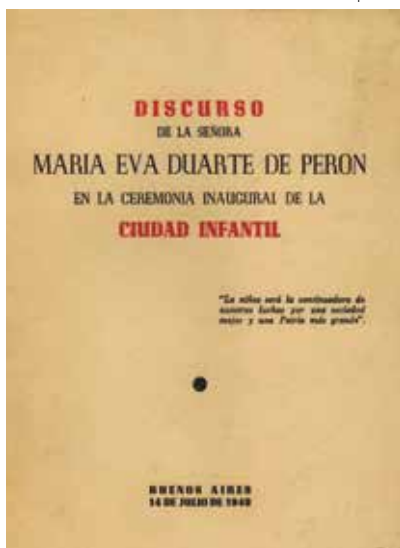 DISCURSO
DE LA SEÑORA
MARIA EVA DUARTE DE PERON
EN LA CEREMONIA INAUGURAL DE LA
CIUDAD INFANTIL
"La niñez será la continuadora de
nuestras luchas por una sociedad
mejor y una Patria más grande".
BUENOS AIRES
14 DE JULIO DE 1949